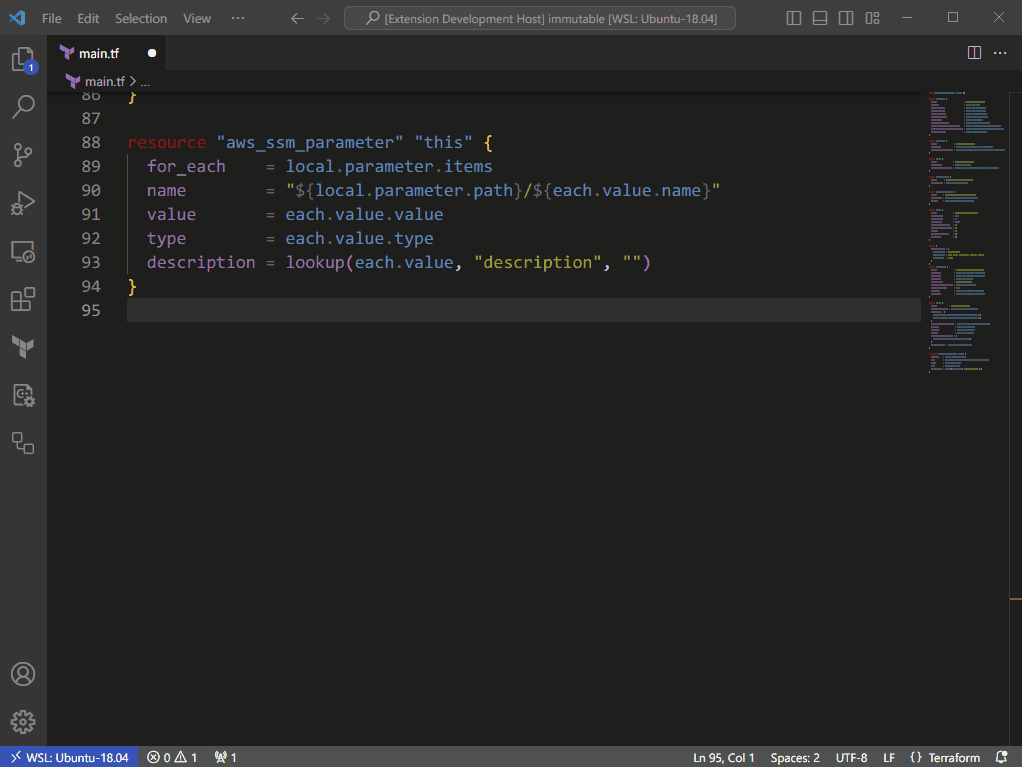 File Edit Selection View ··· [Extension Development Host] immutable [WSL: Ubuntu-18.04]
main.tf
main.tf > ...
1
86 }
87
88 resource "aws_ssm_parameter" "this" {
89 for_each = local.parameter.items
90 name = "${local.parameter.path}/${each.value.name}"
91 value = each.value.value
92 type = each.value.type
93 description = lookup(each.value, "description", "")
94 }
95
WSL: Ubuntu-18.04 0 1 1 Ln 95, Col 1 Spaces: 2 UTF-8 LF {} Terraform